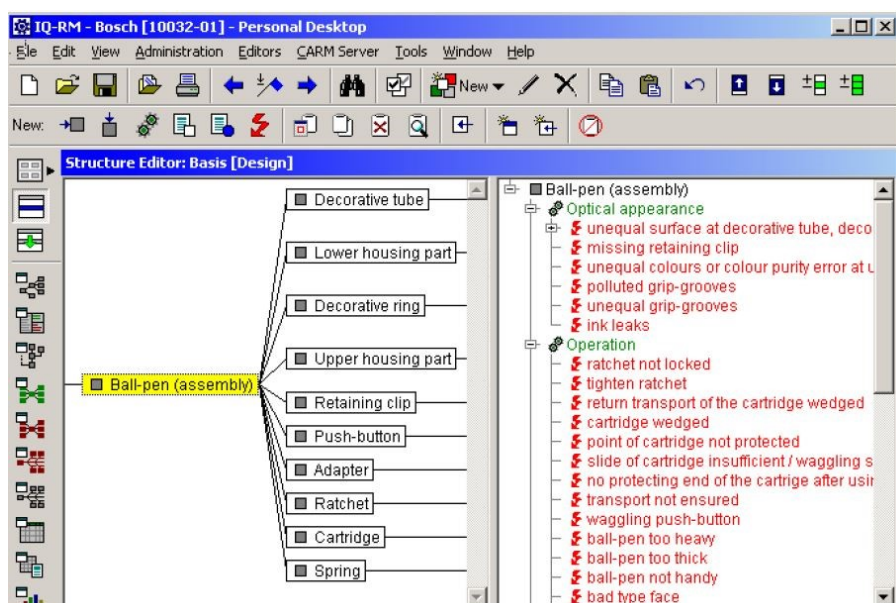 IQ-RM - Bosch [10032-01] - Personal Desktop
File Edit View Administration Editors CARM Server Tools Window Help
New
New:
Structure Editor: Basis [Design]
Ball-pen (assembly)
Decorative tube
Lower housing part
Decorative ring
Upper housing part
Retaining clip
Push-button
Adapter
Ratchet
Cartridge
Spring
Ball-pen (assembly)
Optical appearance
unequal surface at decorative tube, deco
missing retaining clip
unequal colours or colour purity error at u
polluted grip-grooves
unequal grip-grooves
ink leaks
Operation
ratchet not locked
tighten ratchet
return transport of the cartridge wedged
cartridge wedged
point of cartridge not protected
slide of cartridge insufficient / waggling s
no protecting end of the cartrige after usin
transport not ensured
waggling push-button
ball-pen too heavy
ball-pen too thick
ball-pen not handy
bad type face